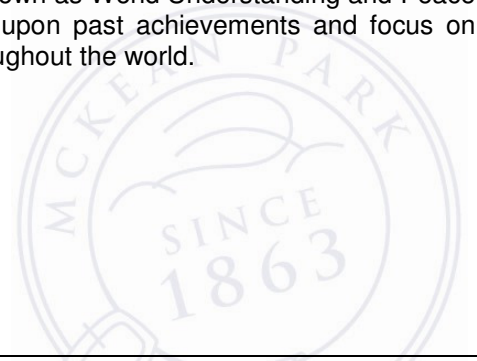 own as World Understanding and Peace
upon past achievements and focus on
ughout the world.
MCKEAN PARK
SINCE
1863